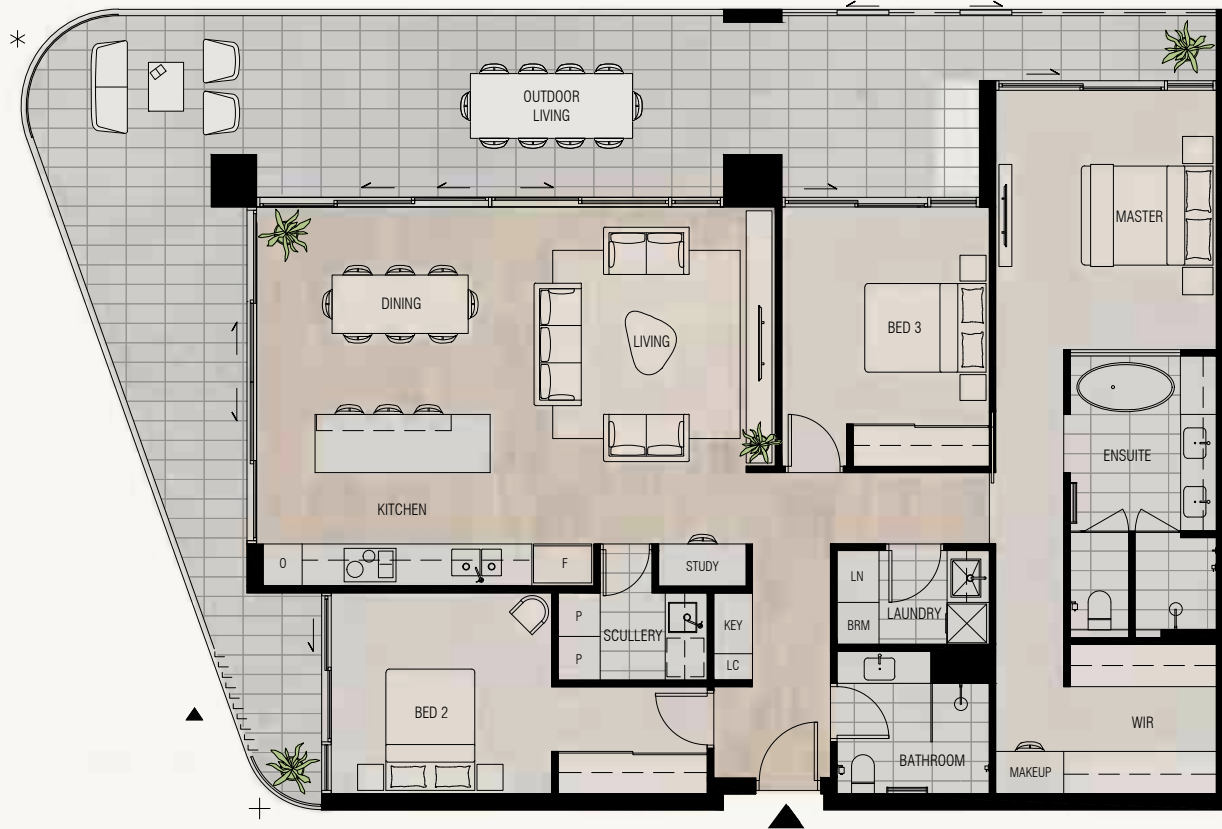 OUTDOOR
LIVING
MASTER
DINING
LIVING
BED 3
ENSUITE
KITCHEN
O
F
STUDY
LN
LAUNDRY
BRM
P
SCULLERY
P
KEY
LC
BED 2
WIR
BATHROOM
MAKEUP